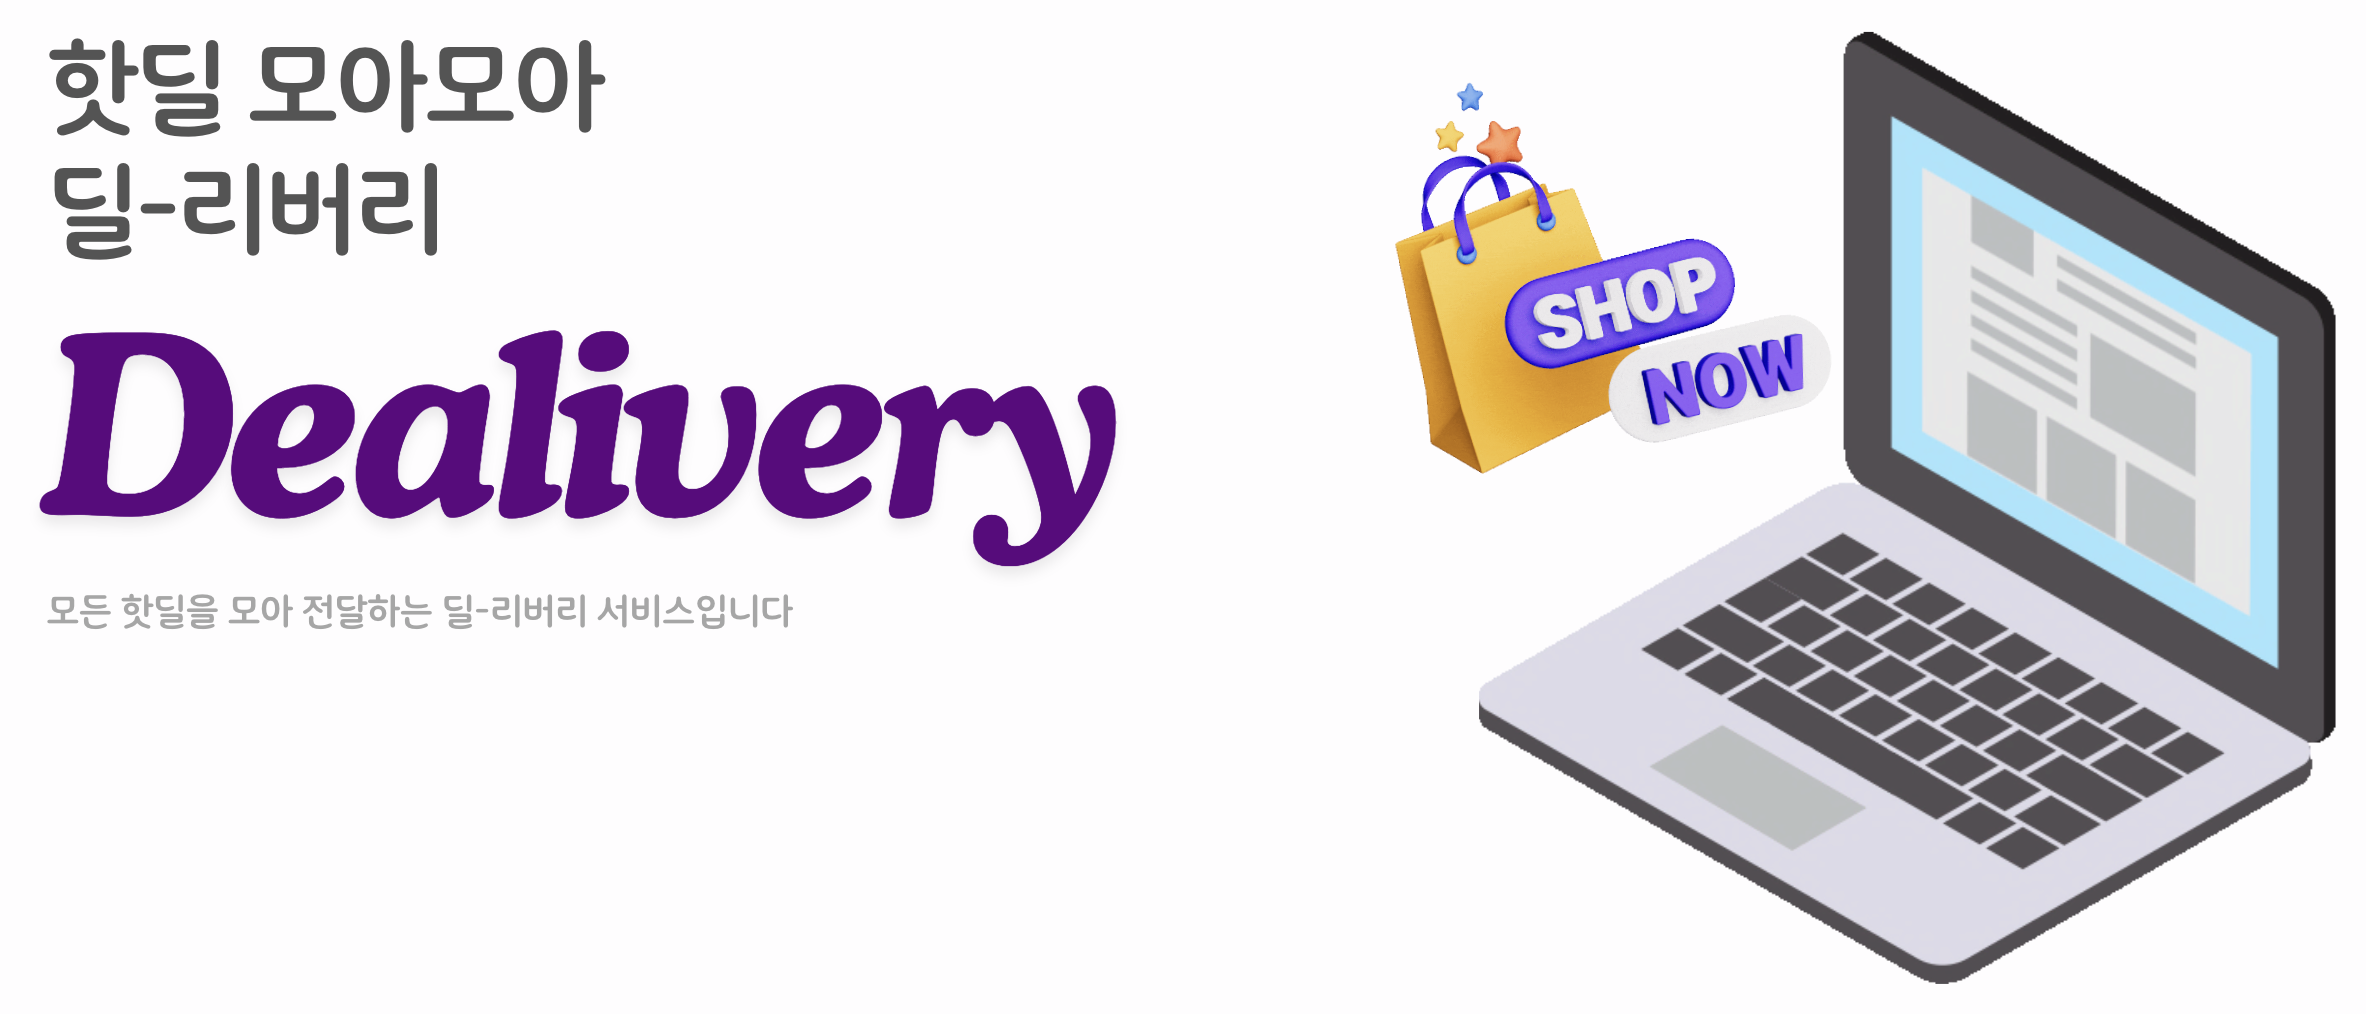 핫딜 모아모아
딜-리버리
Dealivery
모든 핫딜을 모아 전달하는 딜-리버리 서비스입니다
SHOP
NOW